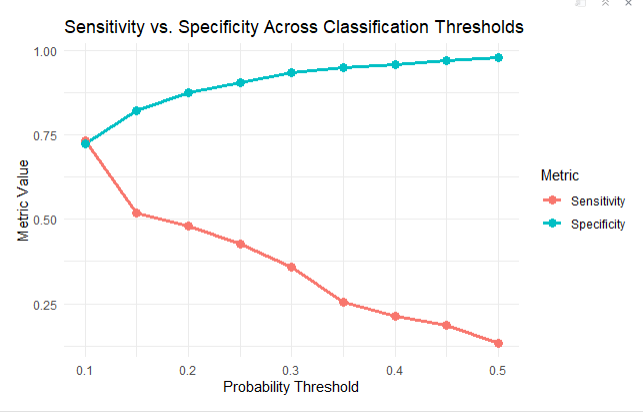 Sensitivity vs. Specificity Across Classification Thresholds
1.00
0.75
0.50
0.25
Metric Value
0.1
0.2
0.3
0.4
0.5
Probability Threshold
Metric
Sensitivity
Specificity